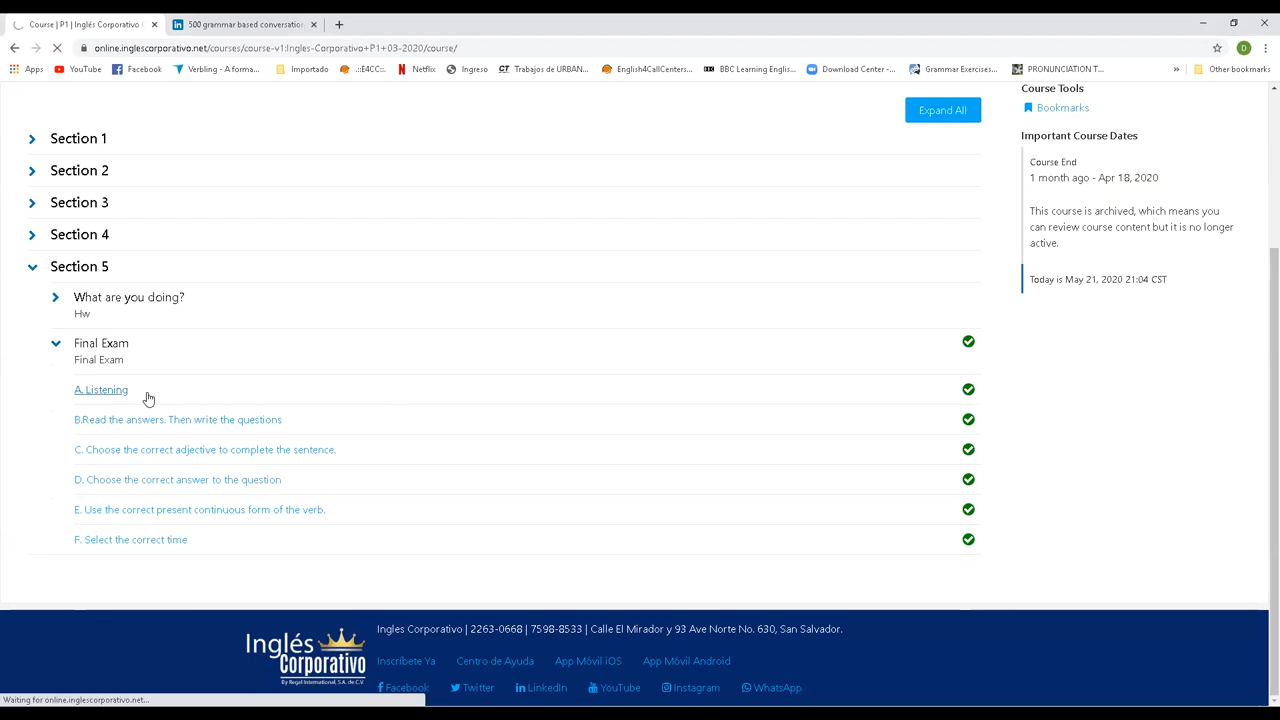 Course | P1 | Inglés Corporativo
500 grammar based conversation
online.inglescorporativo.net/courses/course-v1:Ingles-Corporativo+P1+03-2020/course/
D
Apps
YouTube
Facebook
Verbling - A forma...
Importado
.::E4CC::.
Netflix
Ingreso
Trabajos de URBAN...
English4CallCenters...
BBC Learning Englis...
Download Center -...
Grammar Exercises...
PRONUNCIATION T...
»
Other bookmarks
Course Tools
Bookmarks
Expand All
Important Course Dates
Section 1
Course End
Section 2
1 month ago - Apr 18, 2020
Section 3
This course is archived, which means you
can review course content but it is no longer
active.
Section 4
Section 5
Today is May 21, 2020 21:04 CST
What are you doing?
Hw
Final Exam
Final Exam
A. Listening
B.Read the answers. Then write the questions
C. Choose the correct adjective to complete the sentence.
D. Choose the correct answer to the question
E. Use the correct present continuous form of the verb.
F. Select the correct time
Inglés
Corporativo
By Regal International, S.A. de C.V.
Ingles Corporativo | 2263-0668 | 7598-8533 | Calle El Mirador y 93 Ave Norte No. 630, San Salvador.
Inscríbete Ya
Centro de Ayuda
App Móvil iOS
App Móvil Android
Facebook
Twitter
LinkedIn
YouTube
Instagram
WhatsApp
Waiting for online.inglescorporativo.net...